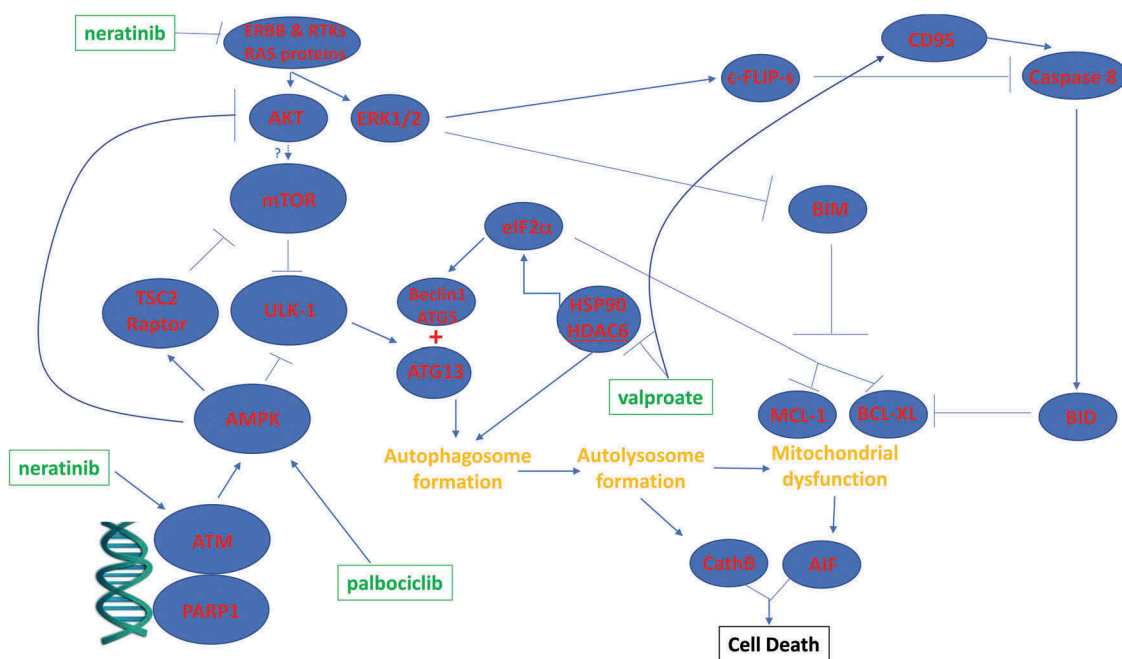 neratinib
ERBB & RTKs
RAS proteins
CD95
c-FLIP-s
Caspase 8
AKT
ERK1/2
?
mTOR
BIM
eIF2α
TSC2
Raptor
ULK-1
Beclin1
ATG5
+
ATG13
HSP90
HDAC6
valproate
AMPK
MCL-1
BCL-XL
BID
neratinib
Autophagosome
formation
Autolysosome
formation
Mitochondrial
dysfunction
ATM
PARP1
palbociclib
CathB
AIF
Cell Death